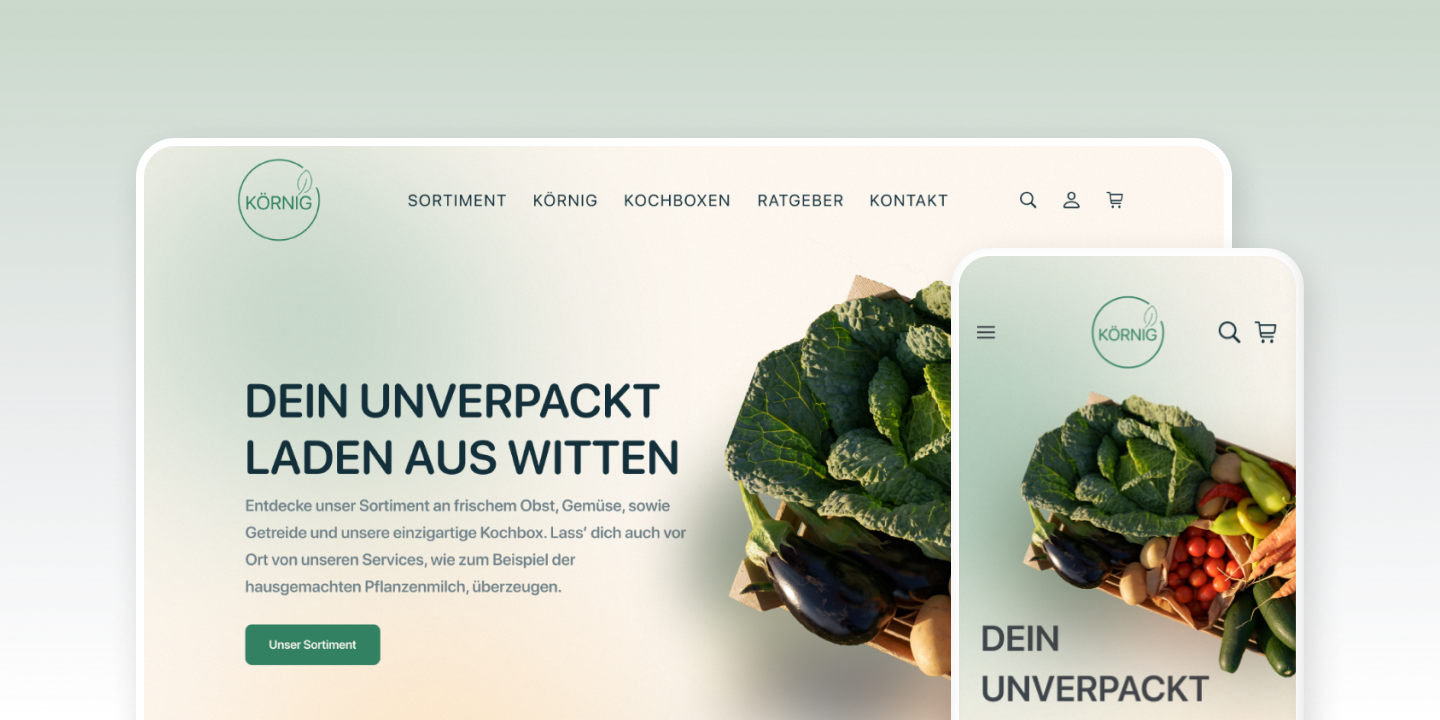 KÖRNIG
SORTIMENT KÖRNIG KOCHBOXEN RATGEBER KONTAKT
DEIN UNVERPACKT
LADEN AUS WITTEN
Entdecke unser Sortiment an frischem Obst, Gemüse, sowie
Getreide und unsere einzigartige Kochbox. Lass’ dich auch vor
Ort von unseren Services, wie zum Beispiel der
hausgemachten Pflanzenmilch, überzeugen.
Unser Sortiment
KÖRNIG
DEIN
UNVERPACKT